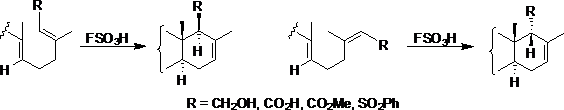 R
FSO₃H
R
H
H
R
H
FSO₃H
R
H
H
R = CH₂OH, CO₂H, CO₂Me, SO₂Ph